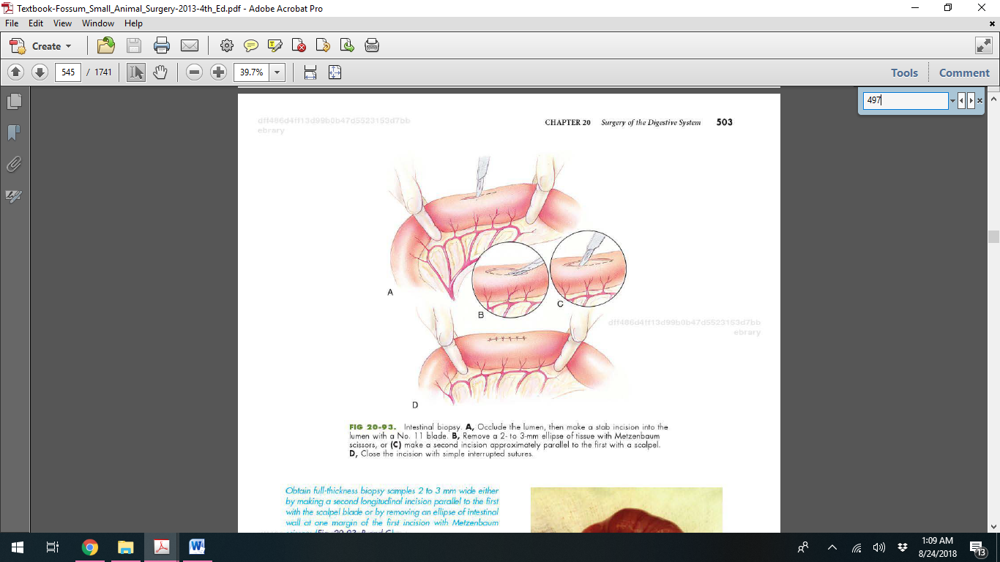 Textbook-Fossum_Small_Animal_Surgery-2013-4th_Ed.pdf - Adobe Acrobat Pro
File Edit View Window Help
Create
545 / 1741
39.7%
Tools
Comment
497
dff486d4ff13d99b0b47d5523153d7bb
ebrary
CHAPTER 20 Surgery of the Digestive System 503
A
B
C
dff486d4ff13d99b0b47d5523153d7bb
ebrary
D
FIG 20-93. Intestinal biopsy. A, Occlude the lumen, then make a stab incision into the
lumen with a No. 11 blade. B, Remove a 2- to 3-mm ellipse of tissue with Metzenbaum
scissors, or (C) make a second incision approximately parallel to the first with a scalpel.
D, Close the incision with simple interrupted sutures.
Obtain full-thickness biopsy samples 2 to 3 mm wide either
by making a second longitudinal incision parallel to the first
with the scalpel blade or by removing an ellipse of intestinal
wall at one margin of the first incision with Metzenbaum
1:09 AM
8/24/2018
13